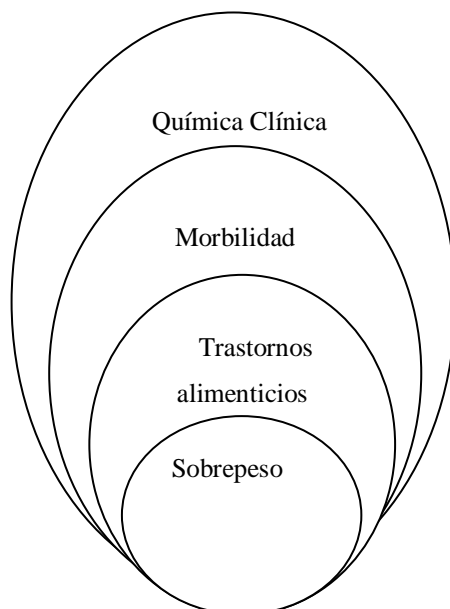 Química Clínica
Morbilidad
Trastornos
alimenticios
Sobrepeso